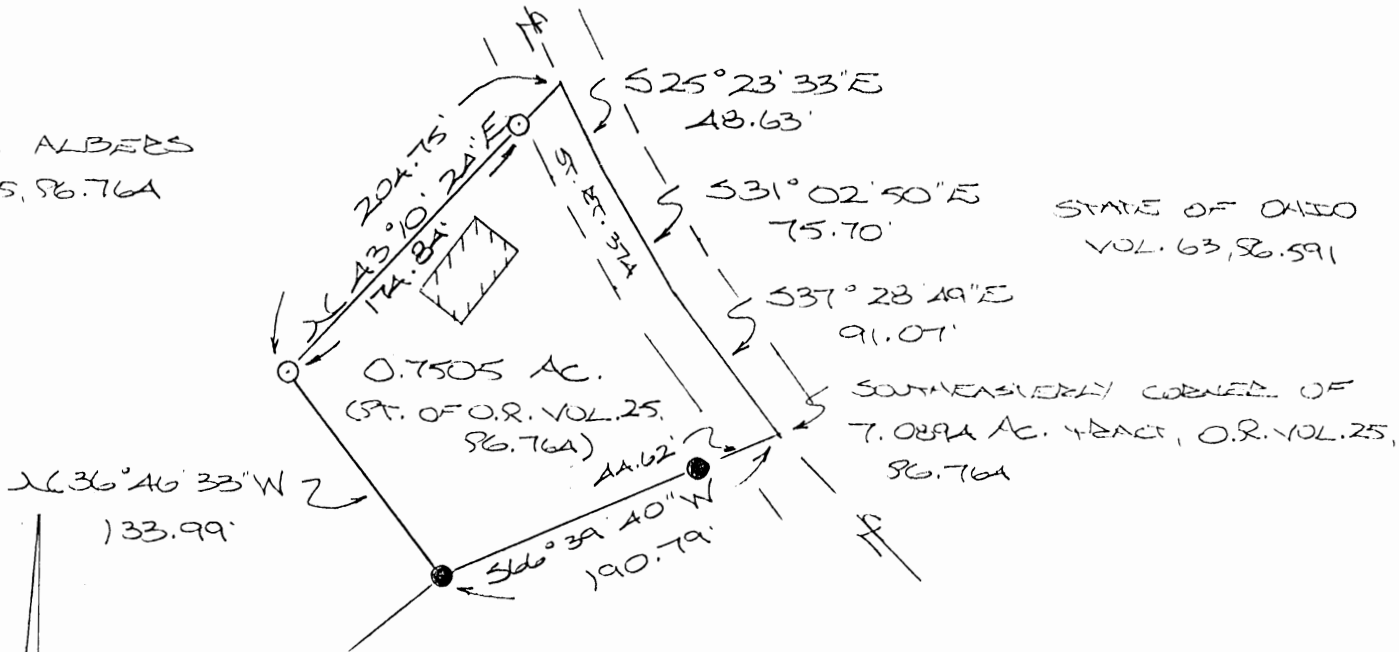 ALBERS
5, PG.764
204.75'
N 43°10' 24"E
174.84'
S25°23'33"E
48.63'
ST. RT. 374
S31°02'50"E
75.70'
STATE OF OHIO
VOL. 63, PG.591
S37°28'49"E
91.07'
0.7505 AC.
(PT. OF O.R. VOL.25,
PG.764)
SOUTHEASTERLY CORNER OF
7.0894 AC. TRACT, O.R. VOL.25,
PG.764
44.62'
N36°46'33"W
133.99'
S66°39'40"W
190.79'